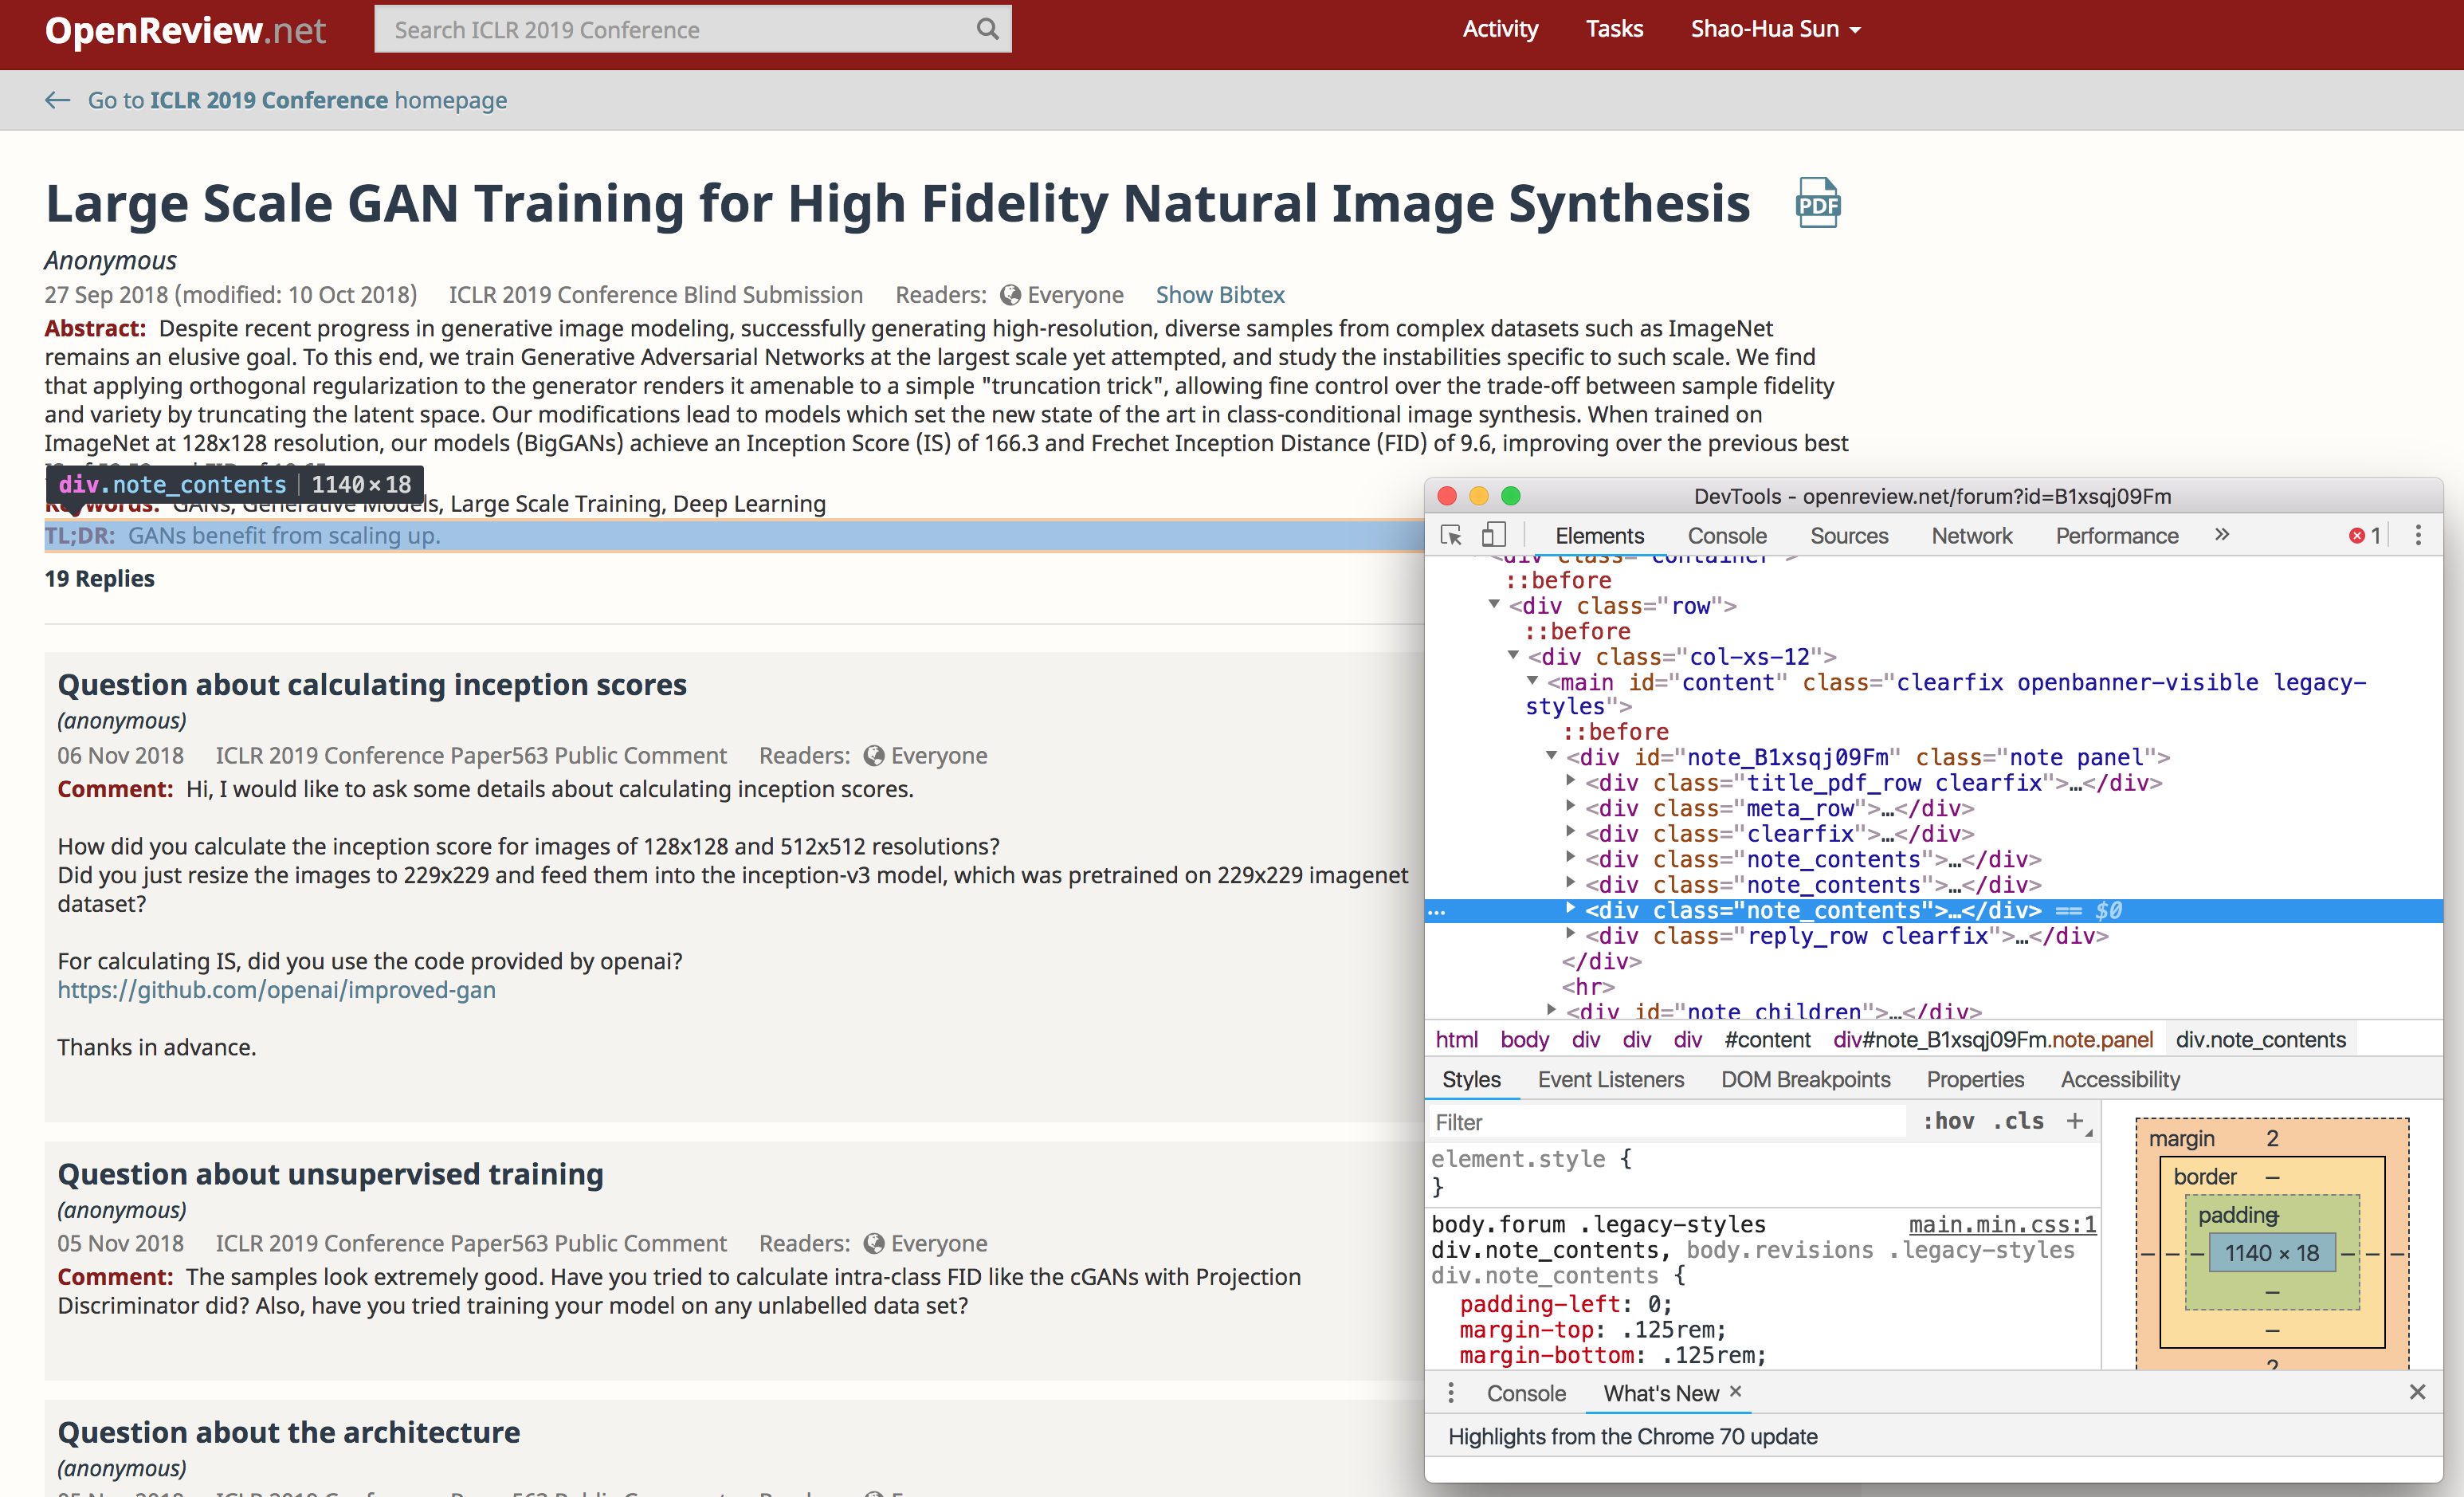 OpenReview.net
Search ICLR 2019 Conference
Activity Tasks Shao-Hua Sun
← Go to ICLR 2019 Conference homepage
Large Scale GAN Training for High Fidelity Natural Image Synthesis
PDF
Anonymous
27 Sep 2018 (modified: 10 Oct 2018) ICLR 2019 Conference Blind Submission Readers: Everyone Show Bibtex
Abstract: Despite recent progress in generative image modeling, successfully generating high-resolution, diverse samples from complex datasets such as ImageNet
remains an elusive goal. To this end, we train Generative Adversarial Networks at the largest scale yet attempted, and study the instabilities specific to such scale. We find
that applying orthogonal regularization to the generator renders it amenable to a simple "truncation trick", allowing fine control over the trade-off between sample fidelity
and variety by truncating the latent space. Our modifications lead to models which set the new state of the art in class-conditional image synthesis. When trained on
ImageNet at 128x128 resolution, our models (BigGANs) achieve an Inception Score (IS) of 166.3 and Frechet Inception Distance (FID) of 9.6, improving over the previous best
div.note_contents | 1140×18
Keywords: GANs, Generative Models, Large Scale Training, Deep Learning
TL;DR: GANs benefit from scaling up.
19 Replies
Question about calculating inception scores
(anonymous)
06 Nov 2018 ICLR 2019 Conference Paper563 Public Comment Readers: Everyone
Comment: Hi, I would like to ask some details about calculating inception scores.
How did you calculate the inception score for images of 128x128 and 512x512 resolutions?
Did you just resize the images to 229x229 and feed them into the inception-v3 model, which was pretrained on 229x229 imagenet
dataset?
For calculating IS, did you use the code provided by openai?
https://github.com/openai/improved-gan
Thanks in advance.
Question about unsupervised training
(anonymous)
05 Nov 2018 ICLR 2019 Conference Paper563 Public Comment Readers: Everyone
Comment: The samples look extremely good. Have you tried to calculate intra-class FID like the cGANs with Projection
Discriminator did? Also, have you tried training your model on any unlabelled data set?
Question about the architecture
(anonymous)
05 Nov 2018 ICLR 2019 Conference Paper563 Public Comment
DevTools - openreview.net/forum?id=B1xsqj09Fm
Elements Console Sources Network Performance » 1
<div class="container">
::before
<div class="row">
::before
<div class="col-xs-12">
<main id="content" class="clearfix openbanner-visible legacy-
styles">
::before
<div id="note_B1xsqj09Fm" class="note panel">
<div class="title_pdf_row clearfix">…</div>
<div class="meta_row">…</div>
<div class="clearfix">…</div>
<div class="note_contents">…</div>
<div class="note_contents">…</div>
... <div class="note_contents">…</div> == $0
<div class="reply_row clearfix">…</div>
</div>
<hr>
<div id="note_children">…</div>
html body div div div #content div#note_B1xsqj09Fm.note.panel div.note_contents
Styles Event Listeners DOM Breakpoints Properties Accessibility
Filter :hov .cls +
element.style {
}
body.forum .legacy-styles main.min.css:1
div.note_contents, body.revisions .legacy-styles
div.note_contents {
padding-left: 0;
margin-top: .125rem;
margin-bottom: .125rem;
margin 2
border –
padding –
– – – 1140 × 18 – – –
–
–
2
Console What's New ×
Highlights from the Chrome 70 update